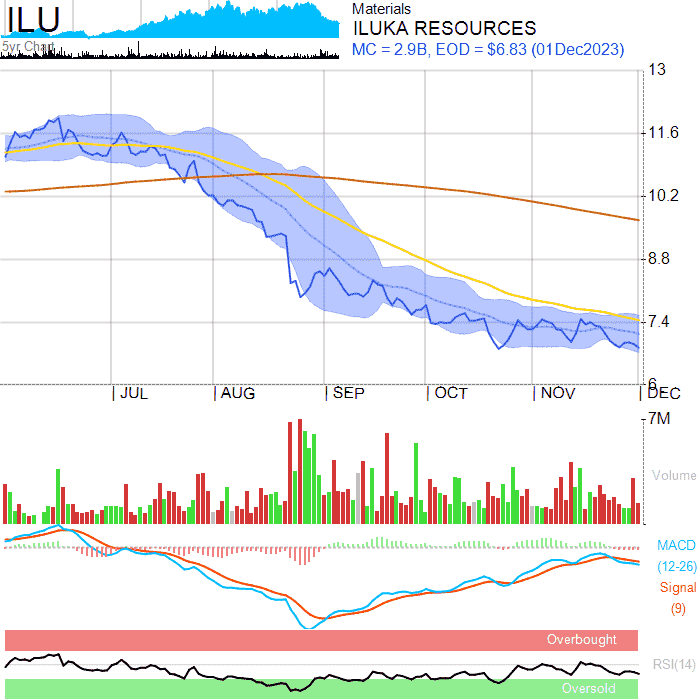 ILU
5yr Chart
Materials
ILUKA RESOURCES
MC = 2.9B, EOD = $6.83 (01Dec2023)
13
11.6
10.2
8.8
7.4
6
JUL
AUG
SEP
OCT
NOV
DEC
7M
Volume
MACD
(12-26)
Signal
(9)
Overbought
RSI(14)
Oversold